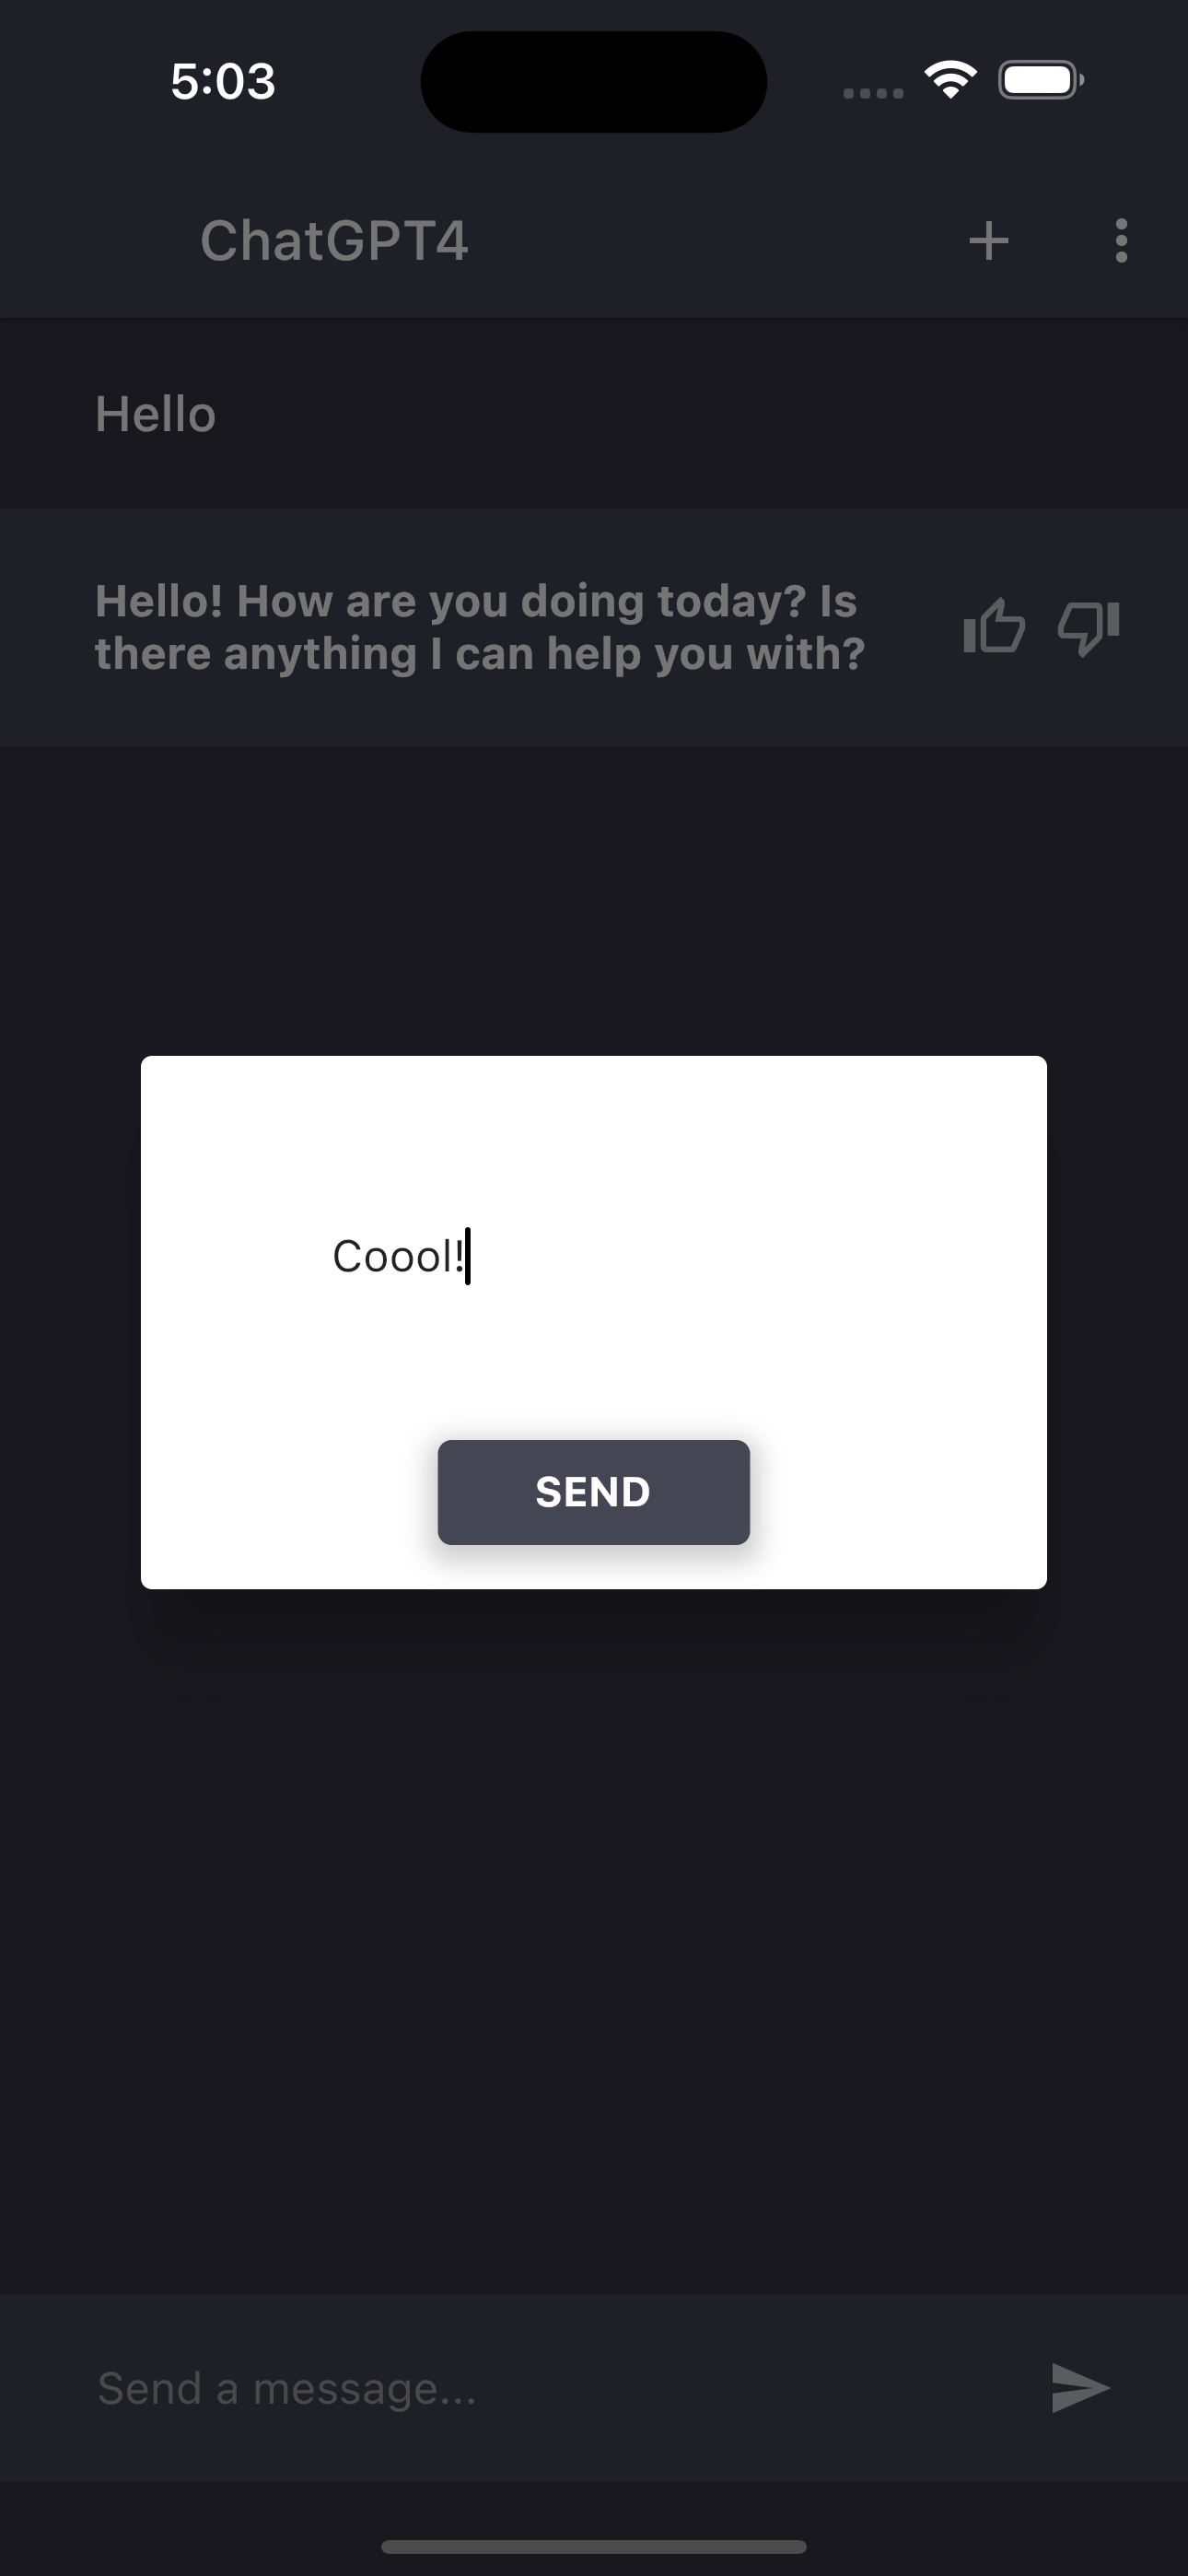 5:03
ChatGPT4
Hello
Hello! How are you doing today? Is
there anything I can help you with?
Coool!
SEND
Send a message...